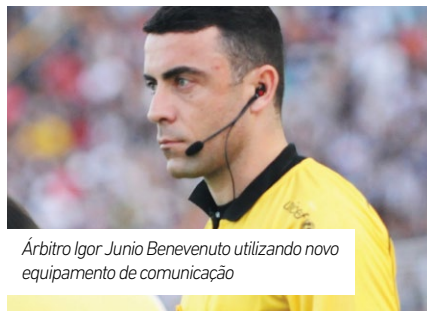 Árbitro Igor Junio Benevenuto utilizando novo
equipamento de comunicação